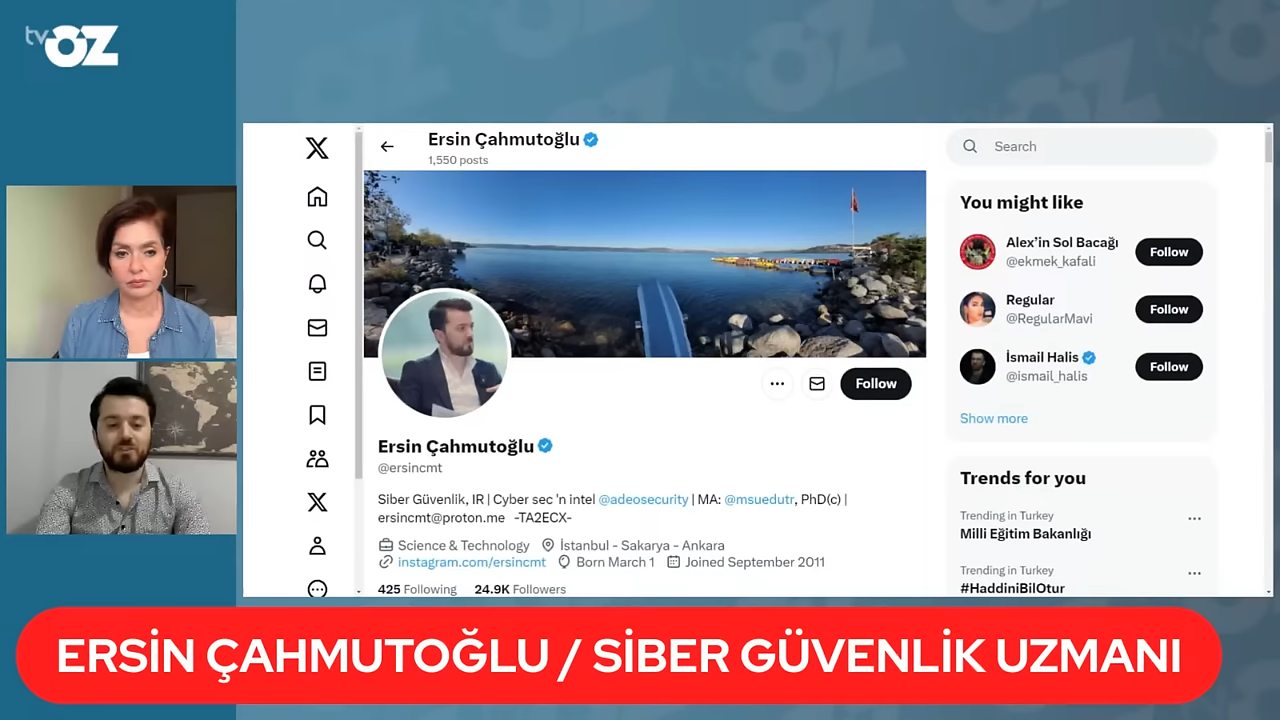 tvOZ
Ersin Çahmutoğlu
1,550 posts
Follow
Ersin Çahmutoğlu
@ersincmt
Siber Güvenlik, IR | Cyber sec 'n intel @adeosecurity | MA: @msuedutr, PhD(c) |
ersincmt@proton.me -TA2ECX-
Science & Technology İstanbul - Sakarya - Ankara
instagram.com/ersincmt Born March 1 Joined September 2011
425 Following 24.9K Followers
Search
You might like
Alex'in Sol Bacağı
@ekmek_kafali
Follow
Regular
@RegularMavi
Follow
İsmail Halis
@ismail_halis
Follow
Show more
Trends for you
Trending in Turkey
Milli Eğitim Bakanlığı
Trending in Turkey
#HaddiniBilOtur
ERSİN ÇAHMUTOĞLU / SİBER GÜVENLİK UZMANI